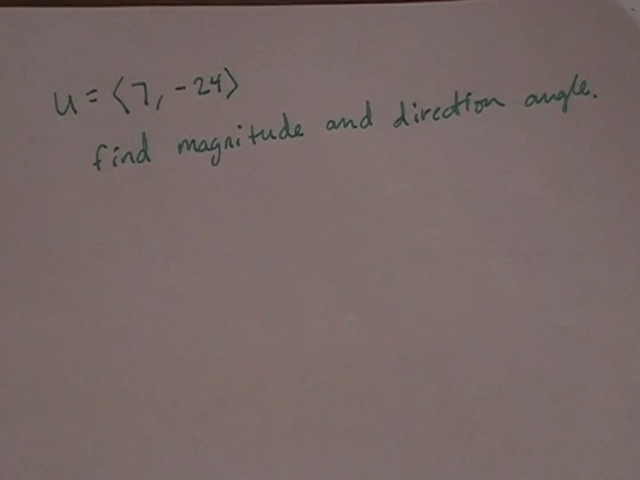 u = ⟨7, -24⟩
find magnitude and direction angle.